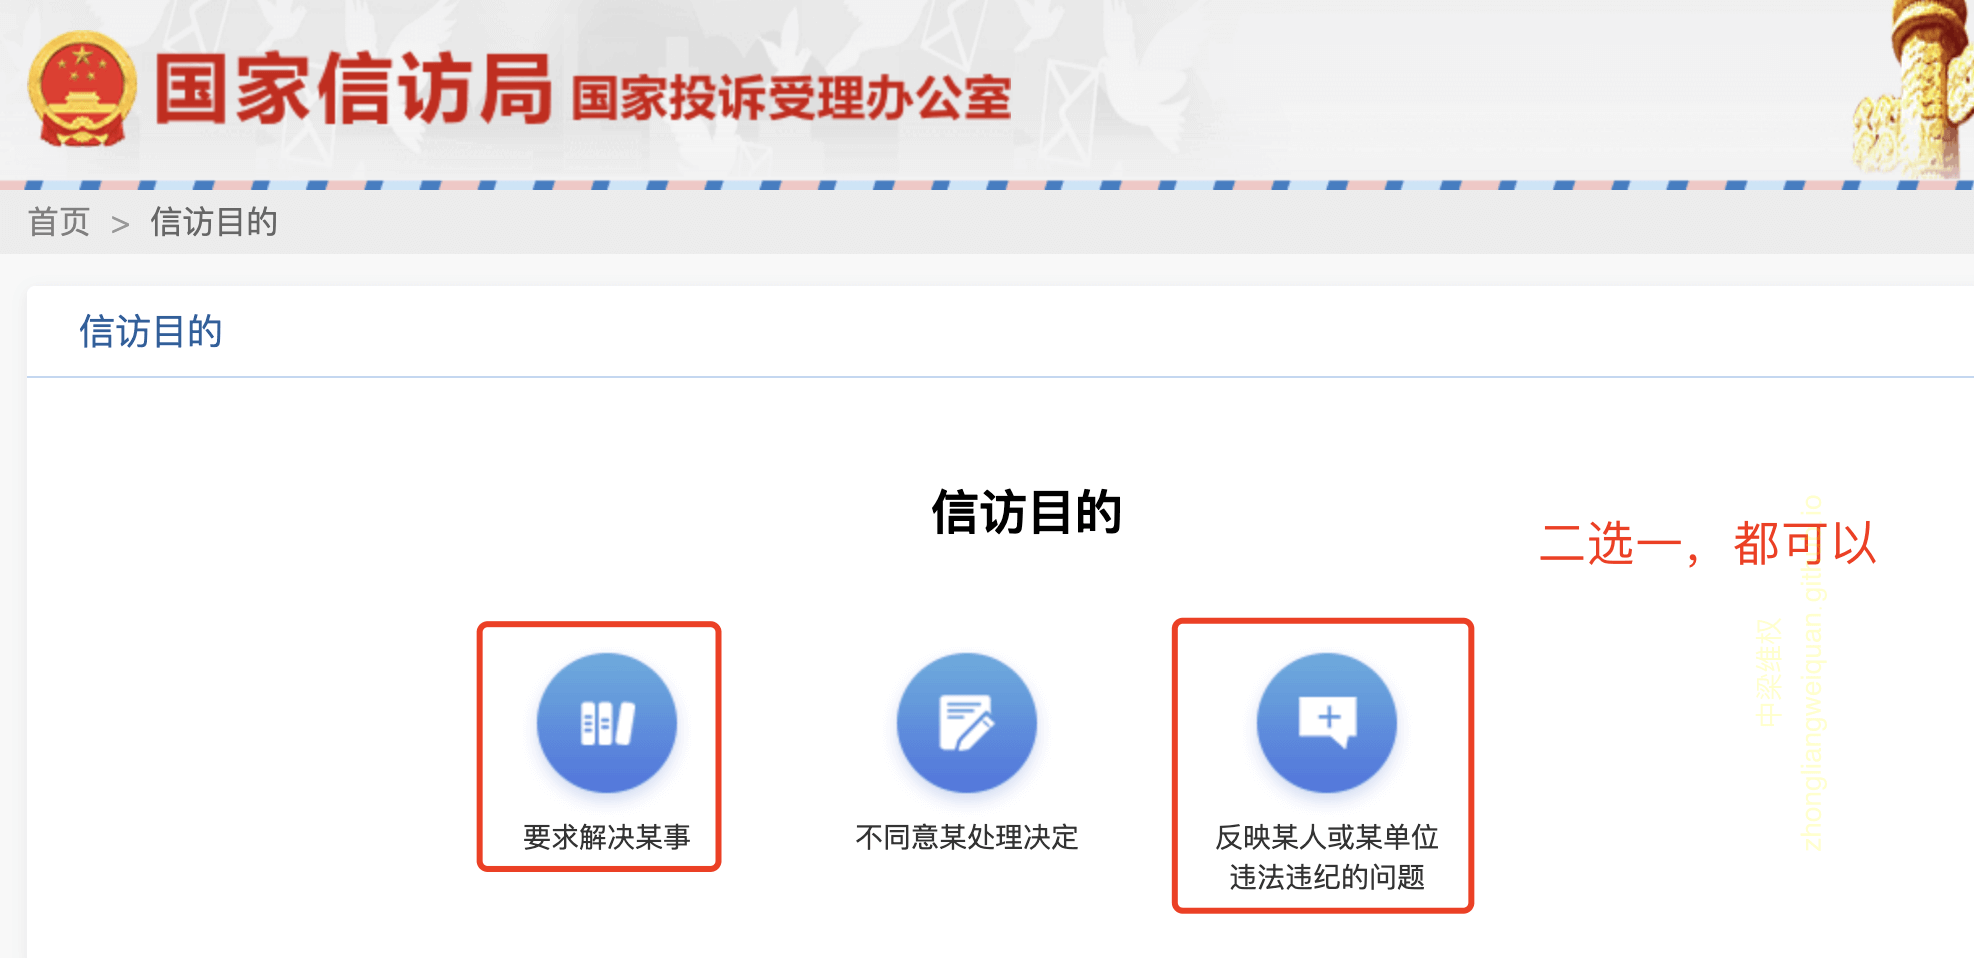 国家信访局 国家投诉受理办公室
首页 > 信访目的
信访目的
信访目的
二选一，都可以
要求解决某事
不同意某处理决定
反映某人或某单位
违法违纪的问题
中梁维权
zhongliangweiquan.github.io